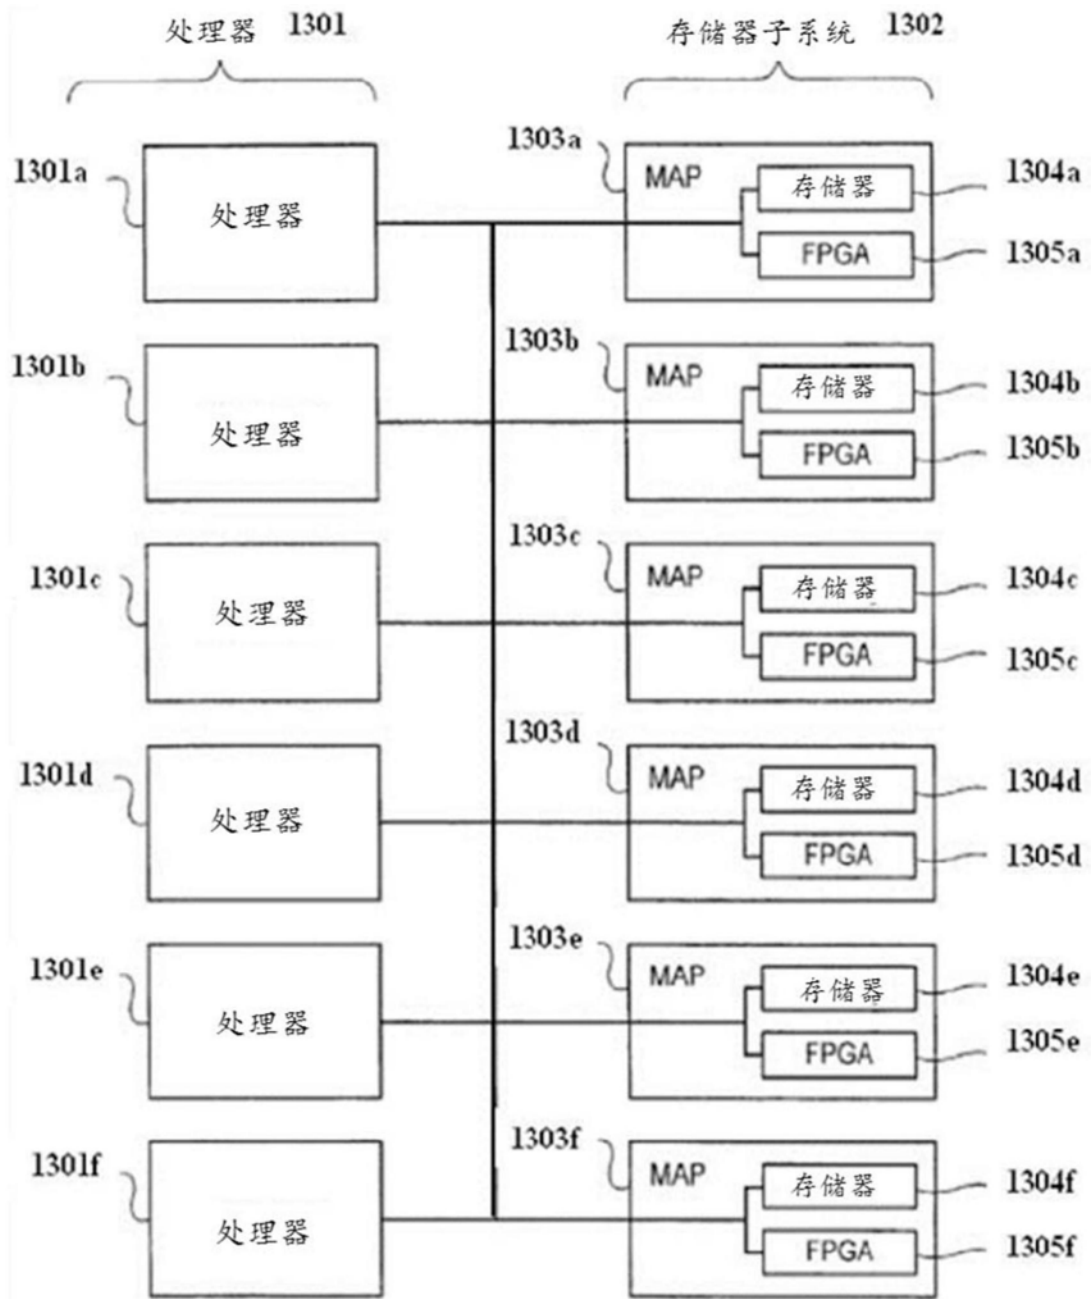 处理器 1301
存储器子系统 1302
1301a
处理器
1303a
MAP
存储器
1304a
FPGA
1305a
1301b
处理器
1303b
MAP
存储器
1304b
FPGA
1305b
1301c
处理器
1303c
MAP
存储器
1304c
FPGA
1305c
1301d
处理器
1303d
MAP
存储器
1304d
FPGA
1305d
1301e
处理器
1303e
MAP
存储器
1304e
FPGA
1305e
1301f
处理器
1303f
MAP
存储器
1304f
FPGA
1305f